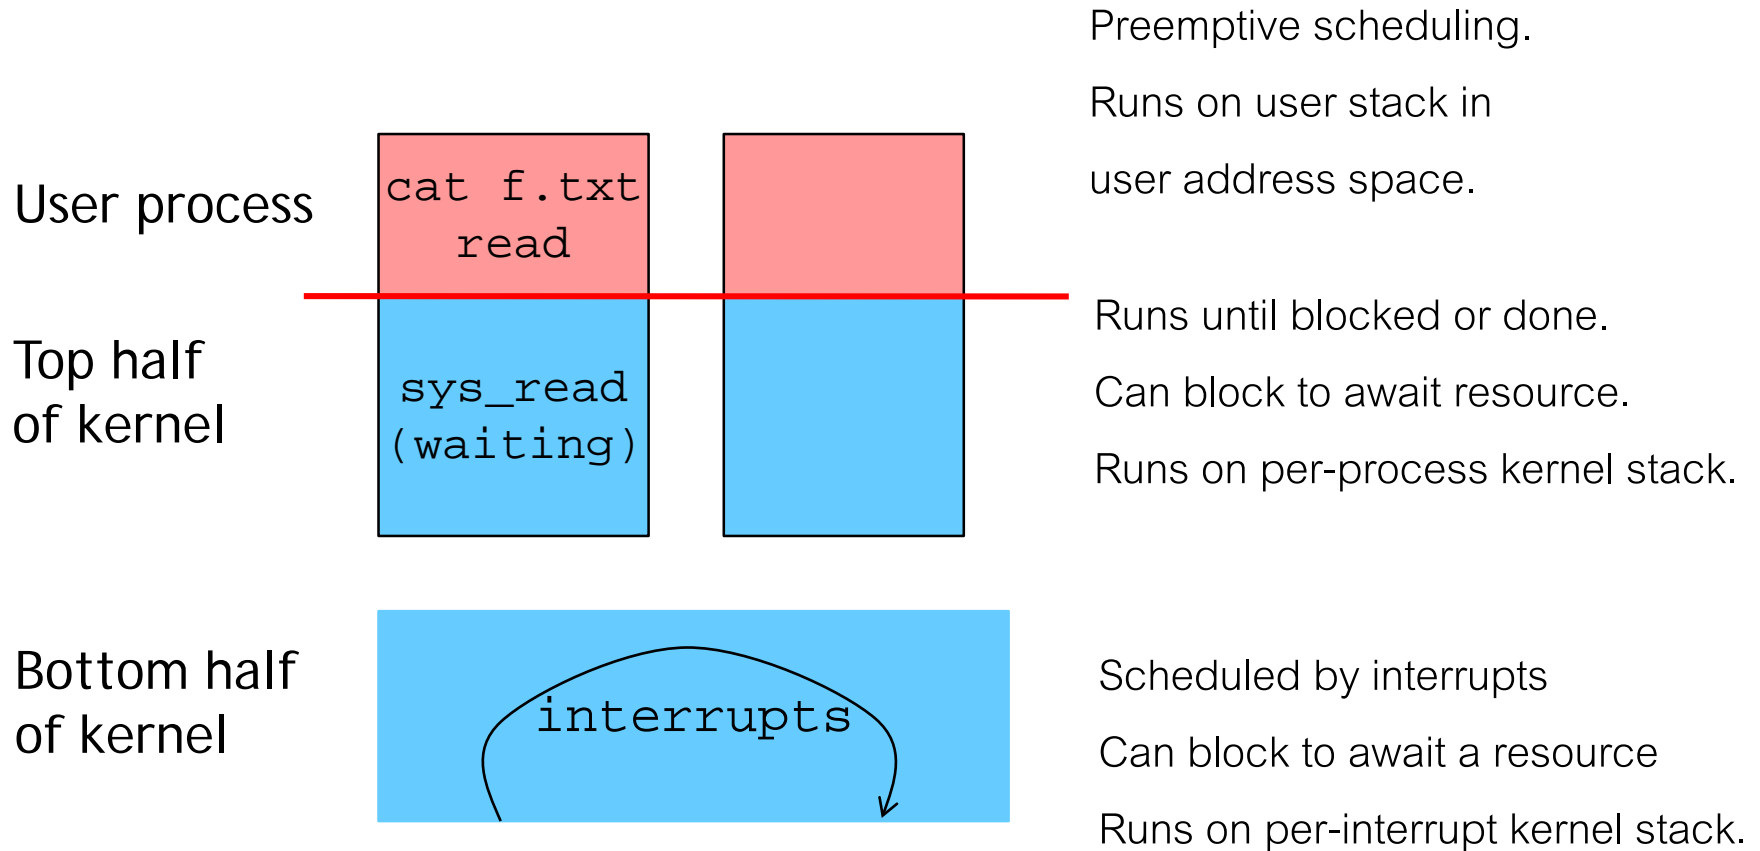 Preemptive scheduling.
Runs on user stack in
user address space.
User process
cat f.txt
read
Top half
of kernel
sys_read
(waiting)
Runs until blocked or done.
Can block to await resource.
Runs on per-process kernel stack.
Bottom half
of kernel
interrupts
Scheduled by interrupts
Can block to await a resource
Runs on per-interrupt kernel stack.